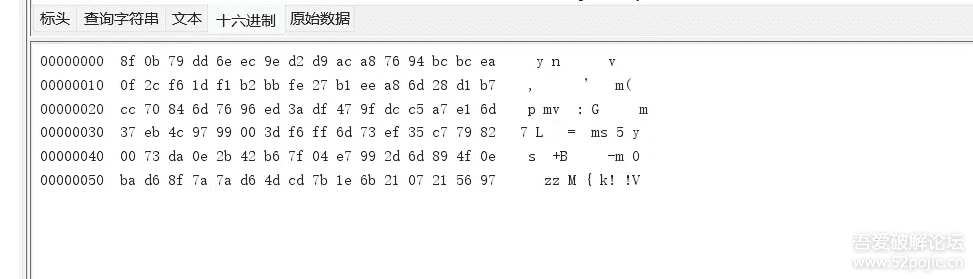 标头 查询字符串 文本 十六进制 原始数据
00000000 8f 0b 79 dd 6e ec 9e d2 d9 ac a8 76 94 bc bc ea y n v
00000010 0f 2c f6 1d f1 b2 bb fe 27 b1 ee a8 6d 28 d1 b7 , ' m(
00000020 cc 70 84 6d 76 96 ed 3a df 47 9f dc c5 a7 e1 6d p mv : G m
00000030 37 eb 4c 97 99 00 3d f6 ff 6d 73 ef 35 c7 79 82 7 L = ms 5 y
00000040 00 73 da 0e 2b 42 b6 7f 04 e7 99 2d 6d 89 4f 0e s +B -m O
00000050 ba d6 8f 7a 7a d6 4d cd 7b 1e 6b 21 07 21 56 97 zz M { k! !V
吾爱破解论坛
www.52pojie.cn